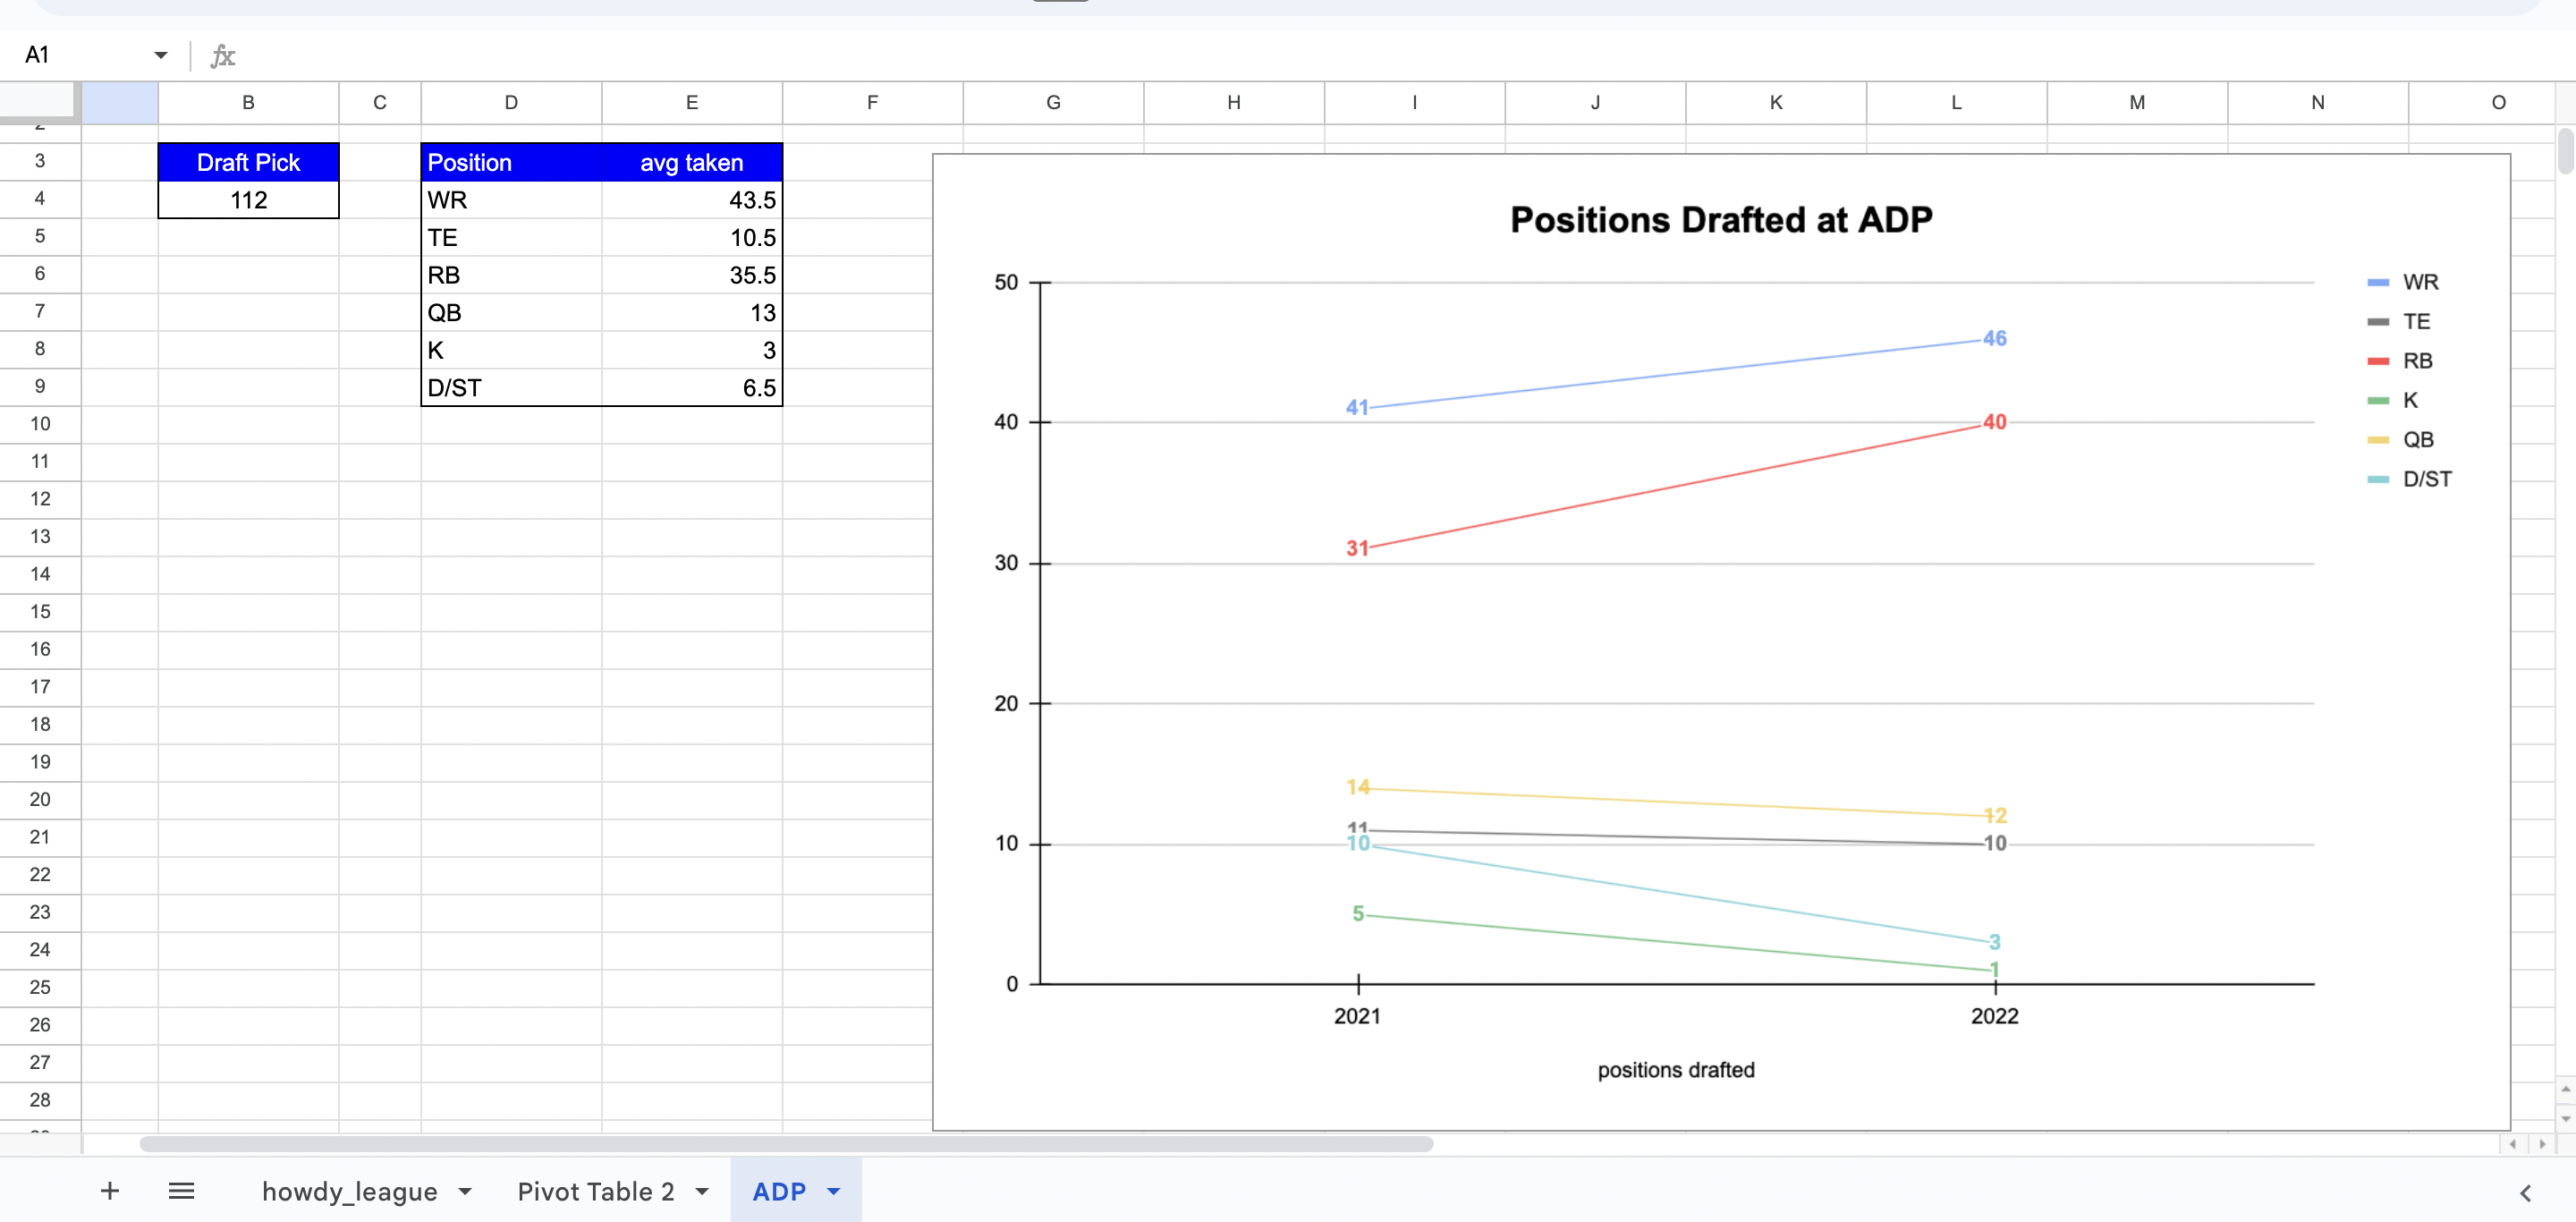 A1 fx
B C D E F G H I J K L M N O
3 Draft Pick Position avg taken
4 112 WR 43.5
5 TE 10.5
6 RB 35.5
7 QB 13
8 K 3
9 D/ST 6.5
10
11
12
13
14
15
16
17
18
19
20
21
22
23
24
25
26
27
28
Positions Drafted at ADP
50
40
30
20
10
0
41
46
31
40
14
12
11
10
10
3
5
1
2021 2022
positions drafted
WR
TE
RB
K
QB
D/ST
howdy_league Pivot Table 2 ADP